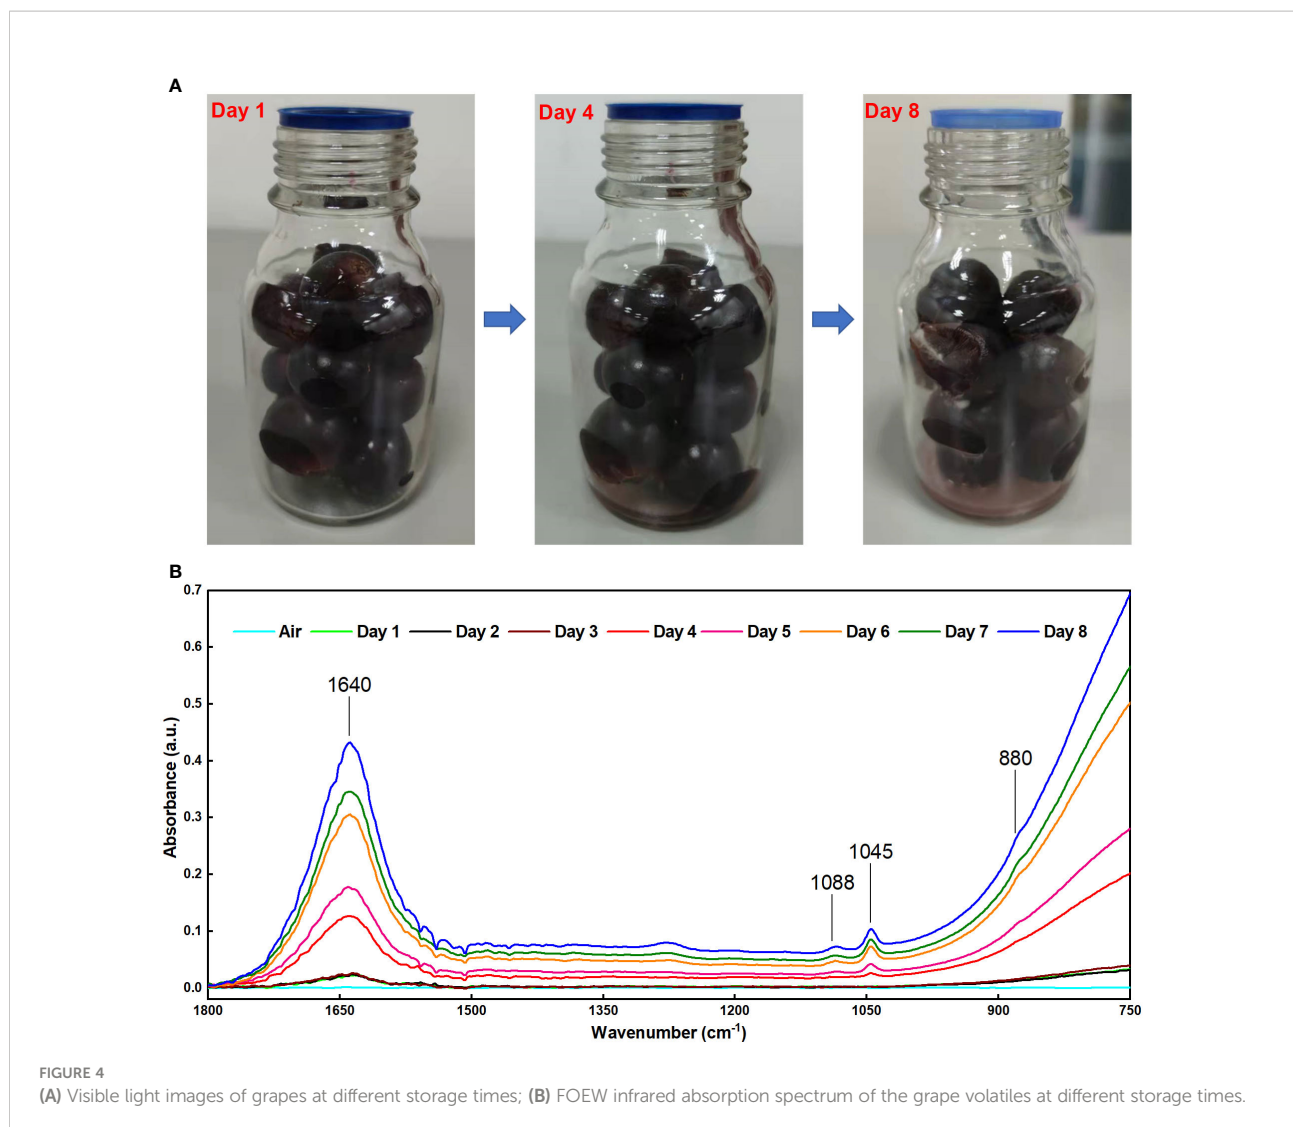 A
Day 1
Day 4
Day 8
B
0.7
0.6
0.5
0.4
0.3
0.2
0.1
0.0
Absorbance (a.u.)
Air Day 1 Day 2 Day 3 Day 4 Day 5 Day 6 Day 7 Day 8
1640
1088
1045
880
1800 1650 1500 1350 1200 1050 900 750
Wavenumber (cm⁻¹)
FIGURE 4
(A) Visible light images of grapes at different storage times; (B) FOEW infrared absorption spectrum of the grape volatiles at different storage times.